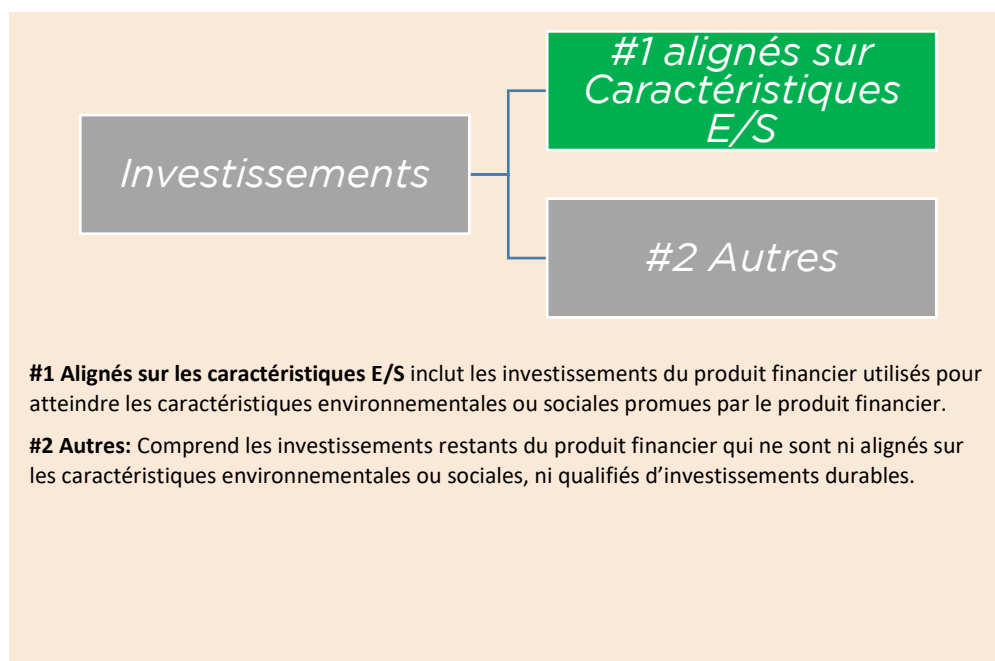 #1 alignés sur
Caractéristiques
E/S
Investissements
#2 Autres
#1 Alignés sur les caractéristiques E/S inclut les investissements du produit financier utilisés pour
atteindre les caractéristiques environnementales ou sociales promues par le produit financier.
#2 Autres: Comprend les investissements restants du produit financier qui ne sont ni alignés sur
les caractéristiques environnementales ou sociales, ni qualifiés d’investissements durables.